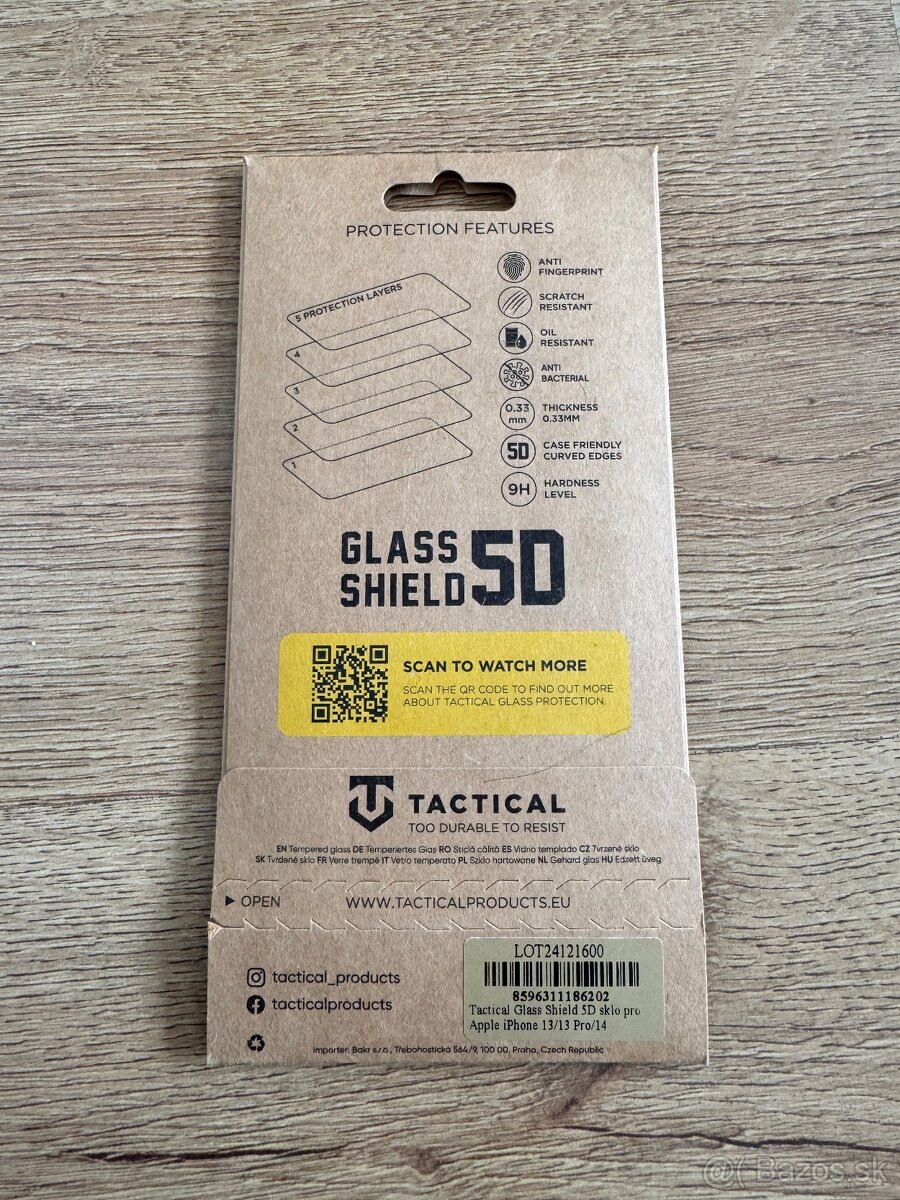 PROTECTION FEATURES
5 PROTECTION LAYERS
4
3
2
1
ANTI
FINGERPRINT
SCRATCH
RESISTANT
OIL
RESISTANT
ANTI
BACTERIAL
0.33
mm
THICKNESS
0.33MM
5D
CASE FRIENDLY
CURVED EDGES
9H
HARDNESS
LEVEL
GLASS
SHIELD 5D
SCAN TO WATCH MORE
SCAN THE QR CODE TO FIND OUT MORE
ABOUT TACTICAL GLASS PROTECTION.
TACTICAL
TOO DURABLE TO RESIST
EN Tempered glass DE Temperiertes Glas RO Sticlă călită ES Vidrio templado CZ Tvrzené sklo
SK Tvrdené sklo FR Verre trempé IT Vetro temperato PL Szkło hartowane NL Gehard glas HU Edzett üveg
OPEN
WWW.TACTICALPRODUCTS.EU
tactical_products
tacticalproducts
LOT24121600
8596311186202
Tactical Glass Shield 5D sklo pro
Apple iPhone 13/13 Pro/14
Importer: Bakr s.r.o., Třebohostická 564/9, 100 00, Praha, Czech Republic
Bazos.sk